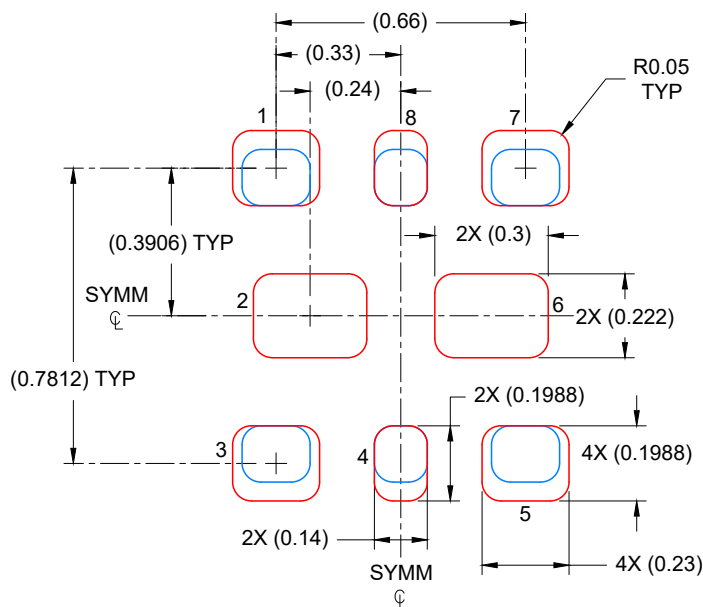 (0.66)
(0.33)
(0.24)
R0.05
TYP
1
8
7
(0.3906) TYP
2X (0.3)
SYMM
℄
2
6
2X (0.222)
(0.7812) TYP
2X (0.1988)
3
4
4X (0.1988)
5
2X (0.14)
4X (0.23)
SYMM
℄